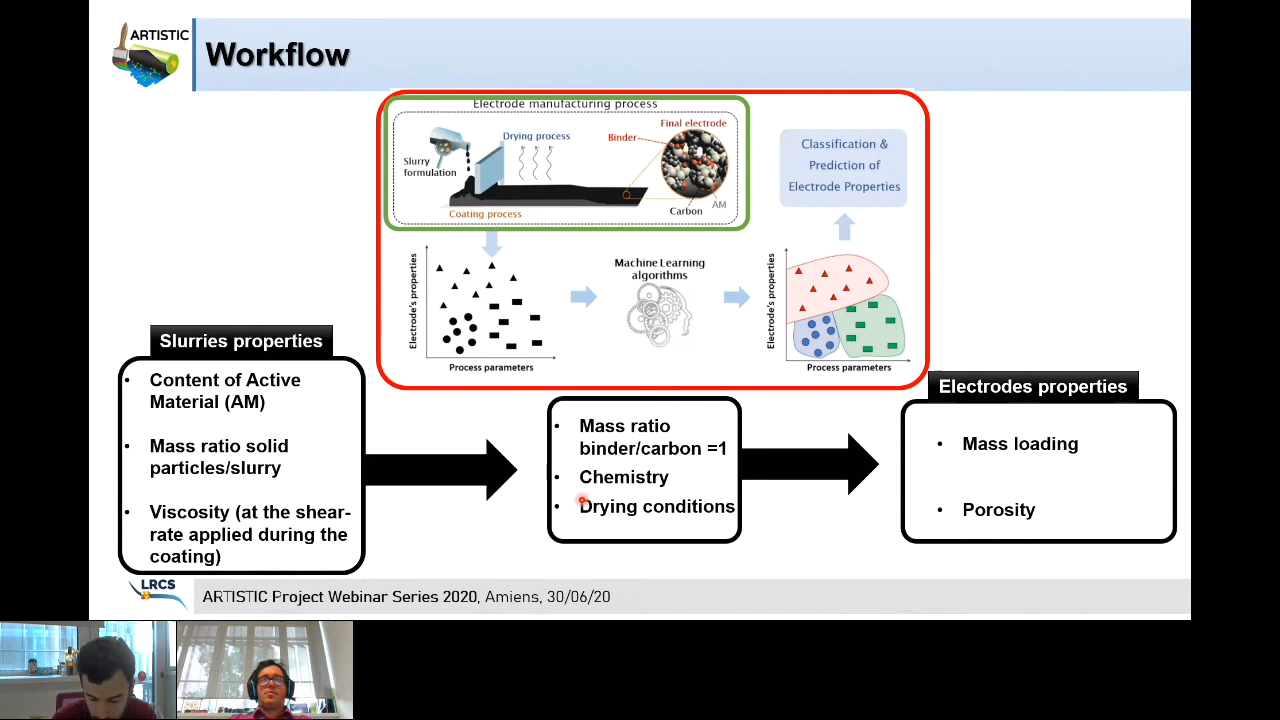 ARTISTIC
Workflow
Electrode manufacturing process
Slurry
formulation
Drying process
Binder
Final electrode
Carbon
AM
Coating process
Electrode's properties
Process parameters
Machine Learning
algorithms
Electrode's properties
Process parameters
Classification &
Prediction of
Electrode Properties
Slurries properties
• Content of Active
Material (AM)
• Mass ratio solid
particles/slurry
• Viscosity (at the shear-
rate applied during the
coating)
• Mass ratio
binder/carbon =1
• Chemistry
• Drying conditions
Electrodes properties
• Mass loading
• Porosity
LRCS
ARTISTIC Project Webinar Series 2020, Amiens, 30/06/20